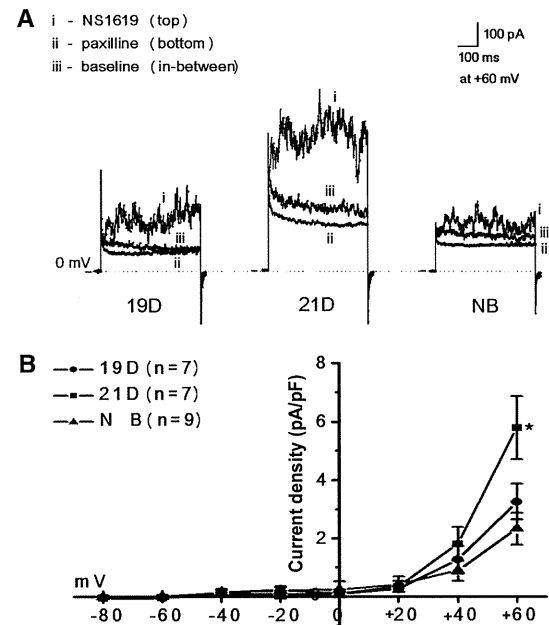 A
i - NS1619 (top)
ii - paxilline (bottom)
iii - baseline (in-between)
100 pA
100 ms
at +60 mV
i
iii
ii
i
iii
ii
i
iii
ii
0 mV
19D
21D
NB
B
19D (n=7)
21D (n=7)
N B (n=9)
Current density (pA/pF)
8
6
4
2
*
mV
-80 -60 -40 -20 0 +20 +40 +60